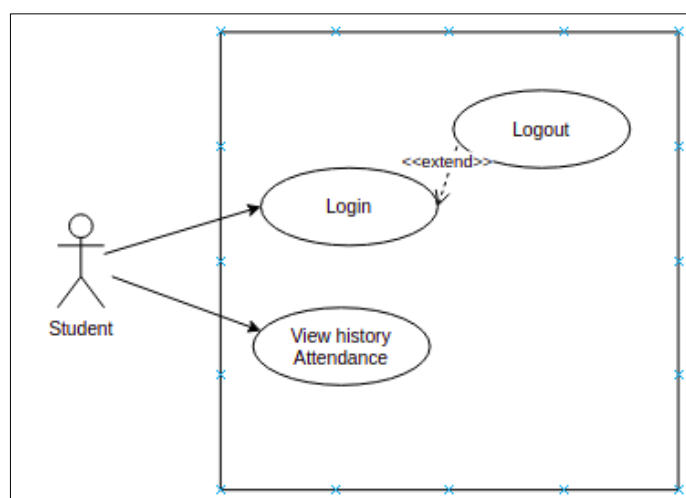 Logout
<<extend>>
Login
Student
View history
Attendance